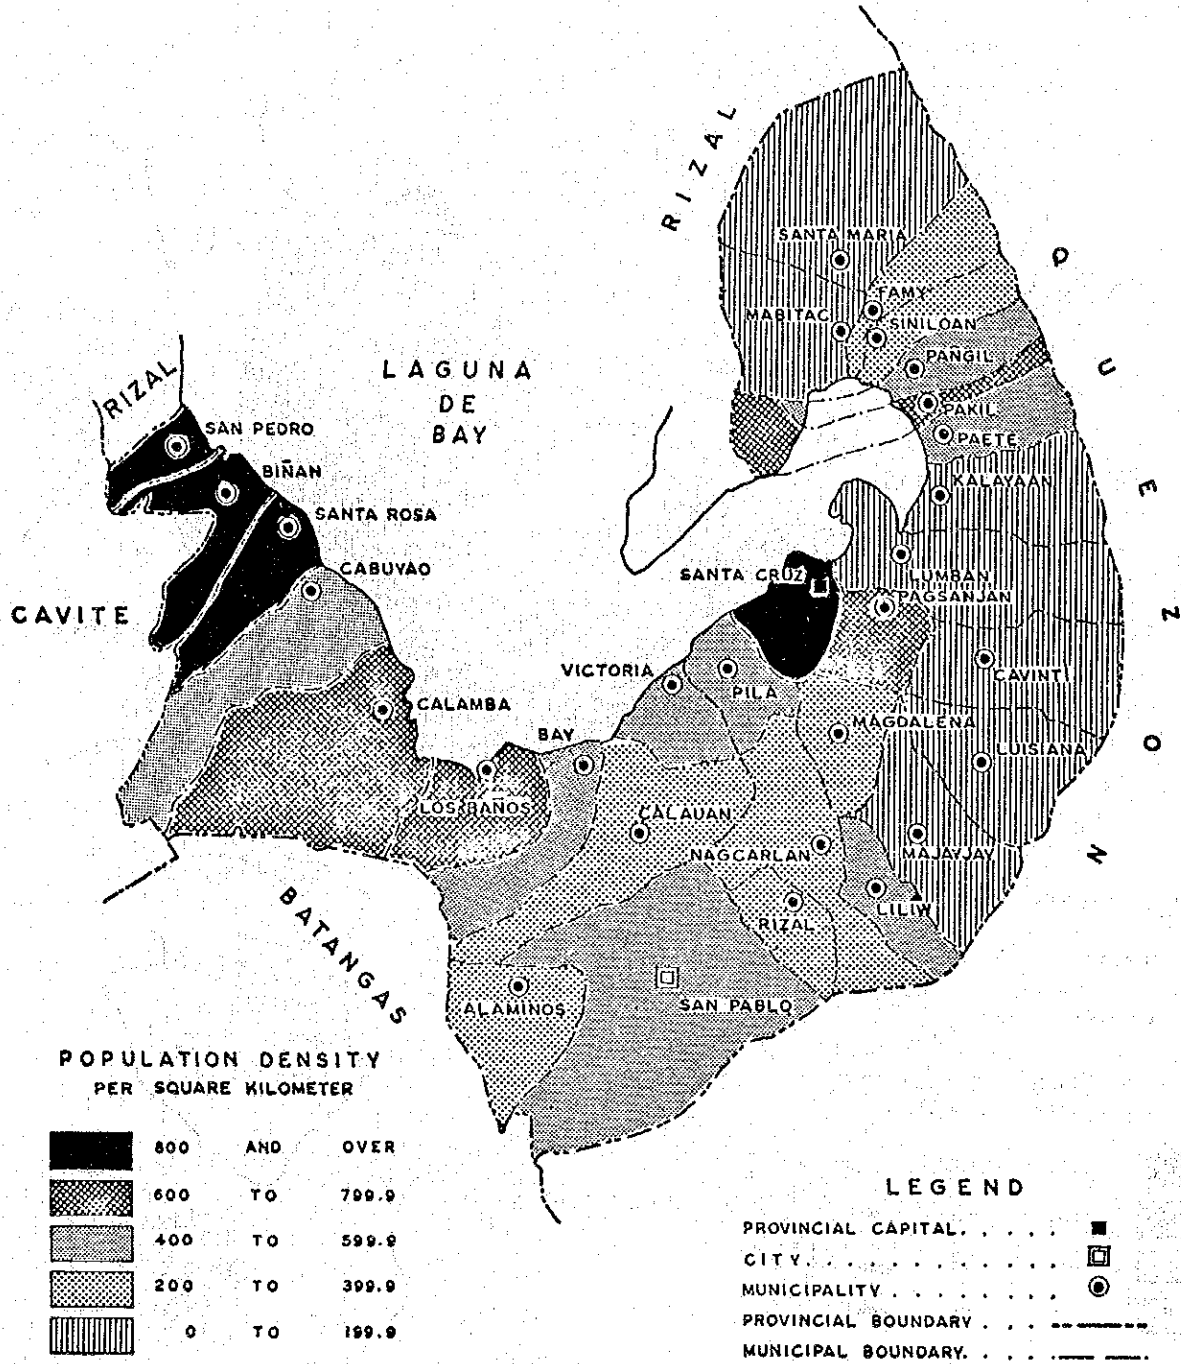 RIZAL
SANTA MARIA
FAMY
MABITAC
SINILOAN
PAÑGIL
PAKIL
PAETE
KALAYAAN
QUEZON
RIZAL
LAGUNA
DE
BAY
SAN PEDRO
BIÑAN
SANTA ROSA
CABUYAO
CAVITE
SANTA CRUZ
LUMBAN
PAGSANJAN
CAVINTI
VICTORIA
PILA
CALAMBA
BAY
MAGDALENA
LUISIANA
LOS BAÑOS
CALAUAN
NAGCARLAN
MAJAYJAY
LILIW
RIZAL
BATANGAS
ALAMINOS
SAN PABLO
POPULATION DENSITY
PER SQUARE KILOMETER
800 AND OVER
600 TO 799.9
400 TO 599.9
200 TO 399.9
0 TO 199.9
LEGEND
PROVINCIAL CAPITAL. . . . .
CITY. . . . . . . . . . . .
MUNICIPALITY . . . . . . . .
PROVINCIAL BOUNDARY . . .
MUNICIPAL BOUNDARY. . . .